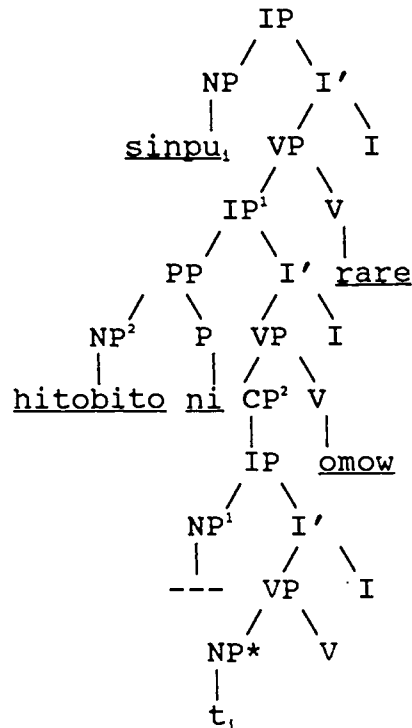 IP
NP I′
sinpu₁ VP I
IP¹ V
PP I′ rare
NP² P VP I
hitobito ni CP² V
IP omow
NP¹ I′
--- VP I
NP* V
t₁